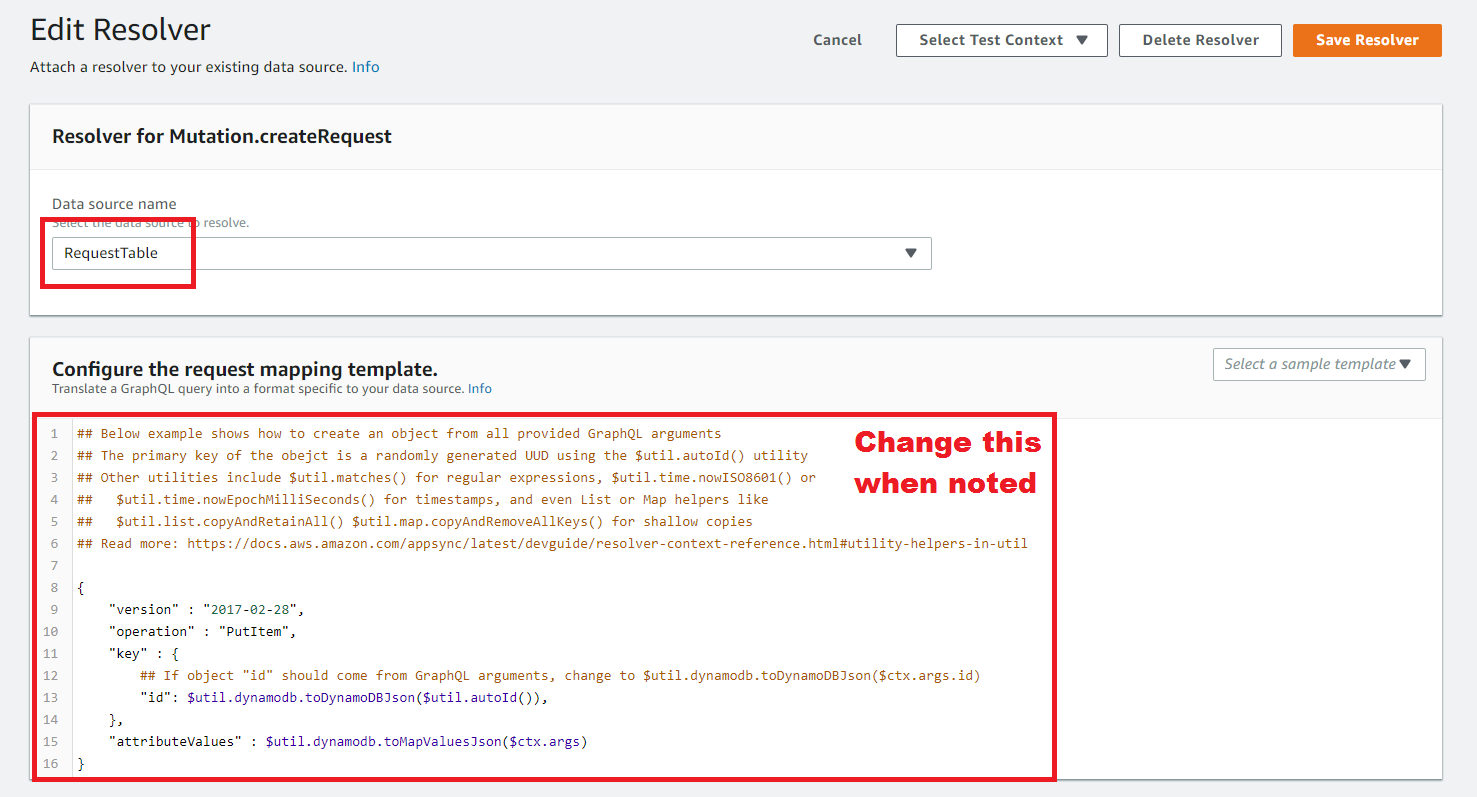 Edit Resolver
Cancel
Select Test Context
Delete Resolver
Save Resolver
Attach a resolver to your existing data source. Info
Resolver for Mutation.createRequest
Data source name
Select the data source to resolve.
RequestTable
Configure the request mapping template.
Select a sample template
Translate a GraphQL query into a format specific to your data source. Info
Change this
when noted
1 ## Below example shows how to create an object from all provided GraphQL arguments
2 ## The primary key of the obejct is a randomly generated UUD using the $util.autoId() utility
3 ## Other utilities include $util.matches() for regular expressions, $util.time.nowISO8601() or
4 ##   $util.time.nowEpochMilliSeconds() for timestamps, and even List or Map helpers like
5 ##   $util.list.copyAndRetainAll() $util.map.copyAndRemoveAllKeys() for shallow copies
6 ## Read more: https://docs.aws.amazon.com/appsync/latest/devguide/resolver-context-reference.html#utility-helpers-in-util
7
8 {
9     "version" : "2017-02-28",
10     "operation" : "PutItem",
11     "key" : {
12         ## If object "id" should come from GraphQL arguments, change to $util.dynamodb.toDynamoDBJson($ctx.args.id)
13         "id": $util.dynamodb.toDynamoDBJson($util.autoId()),
14     },
15     "attributeValues" : $util.dynamodb.toMapValuesJson($ctx.args)
16 }